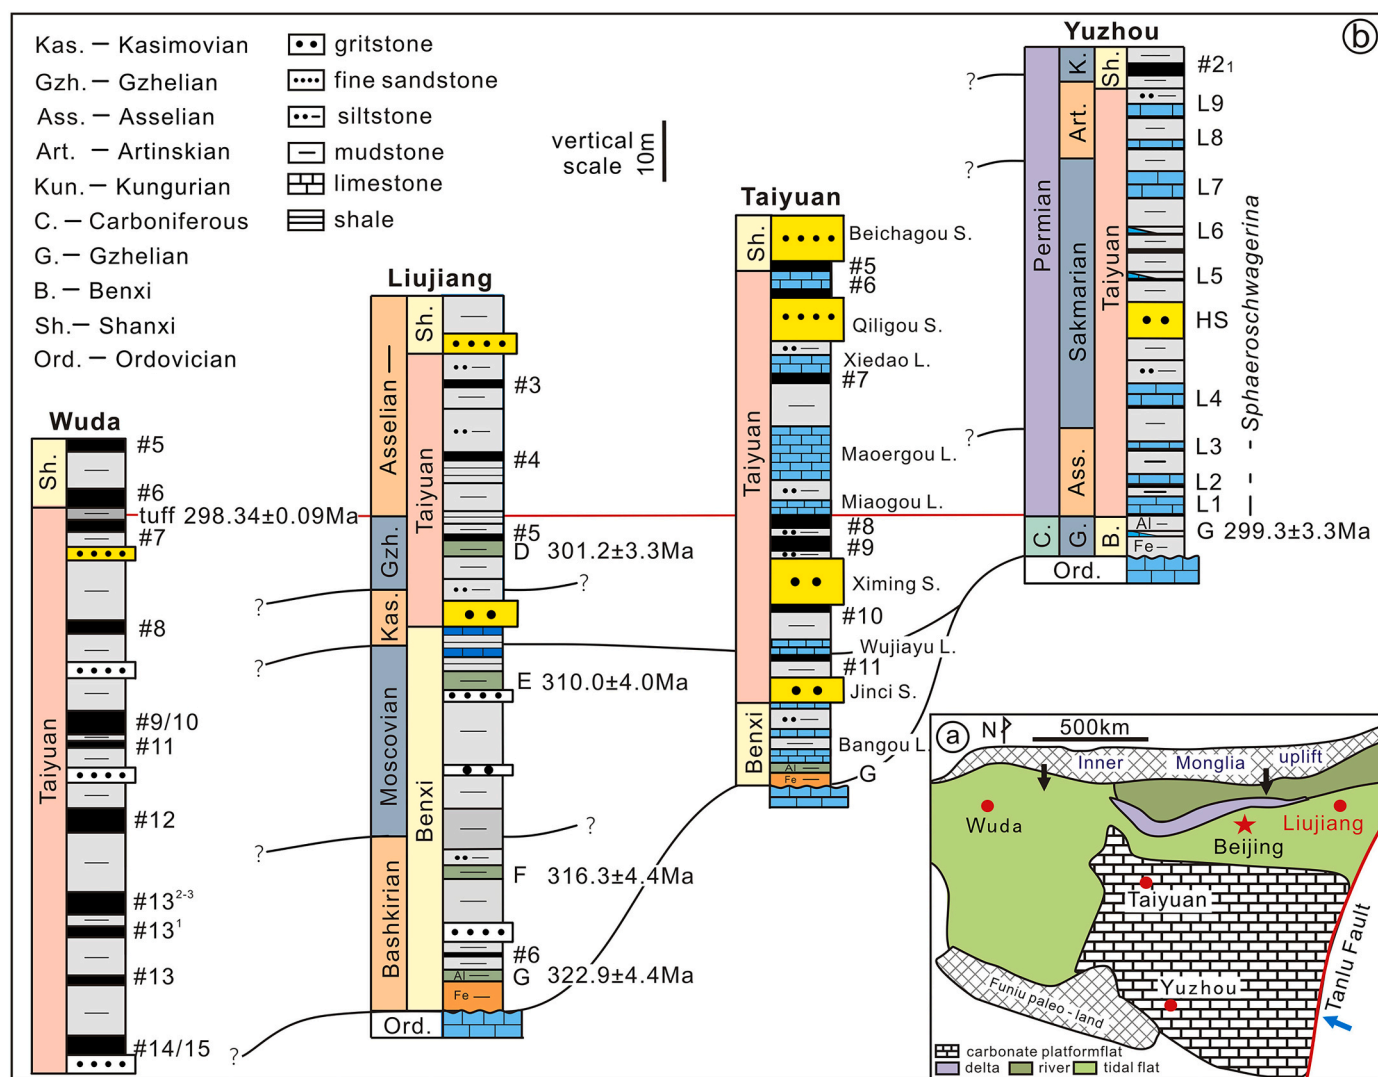 b
Kas. — Kasimovian
Gzh. — Gzhelian
Ass. — Asselian
Art. — Artinskian
Kun. — Kungurian
C. — Carboniferous
G. — Gzhelian
B. — Benxi
Sh. — Shanxi
Ord. — Ordovician
gritstone
fine sandstone
siltstone
mudstone
limestone
shale
vertical
scale
10m
Wuda
Sh.
Taiyuan
#5
#6
tuff 298.34±0.09Ma
#7
#8
#9/10
#11
#12
#13²⁻³
#13¹
#13
#14/15
?
Liujiang
Asselian —
Gzh.
Kas.
Moscovian
Bashkirian
Sh.
Taiyuan
Benxi
Ord.
#3
#4
#5
D 301.2±3.3Ma
?
?
?
E 310.0±4.0Ma
?
?
F 316.3±4.4Ma
#6
G 322.9±4.4Ma
Al
Fe
Taiyuan
Sh.
Taiyuan
Benxi
Beichagou S.
#5
#6
Qiligou S.
Xiedao L.
#7
Maoergou L.
Miaogou L.
#8
#9
Ximing S.
#10
Wujiayu L.
#11
Jinci S.
Bangou L.
G
Al
Fe
Yuzhou
Permian
C.
K.
Art.
Sakmarian
Ass.
G.
Sh.
Taiyuan
B.
Ord.
?
?
?
#2₁
L9
L8
L7
L6
L5
HS
L4
L3
L2
L1
G 299.3±3.3Ma
Al
Fe
Sphaeroschwagerina
a
N
500km
Inner Monglia uplift
Wuda
Liujiang
Beijing
Taiyuan
Yuzhou
Funiu paleo-land
Tanlu Fault
carbonate platformflat
delta
river
tidal flat